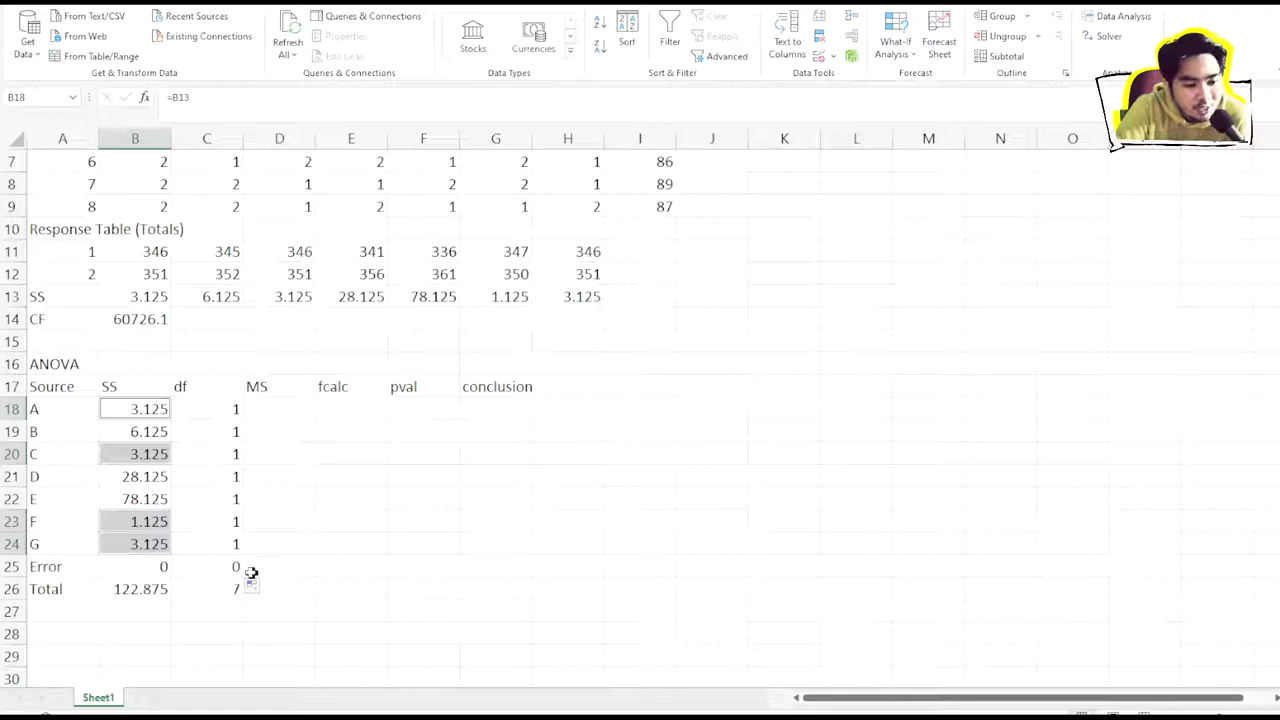 Get Data
From Text/CSV
From Web
From Table/Range
Recent Sources
Existing Connections
Get & Transform Data
Refresh All
Queries & Connections
Properties
Edit Links
Queries & Connections
Stocks
Currencies
Data Types
Sort
Filter
Clear
Reapply
Advanced
Sort & Filter
Text to Columns
Data Tools
What-If Analysis
Forecast Sheet
Forecast
Group
Ungroup
Subtotal
Outline
Data Analysis
Solver
B18 fx =B13
A B C D E F G H I J K L M N O
7 6 2 1 2 2 1 2 1 86
8 7 2 2 1 1 2 2 1 89
9 8 2 2 1 2 1 1 2 87
10 Response Table (Totals)
11 1 346 345 346 341 336 347 346
12 2 351 352 351 356 361 350 351
13 SS 3.125 6.125 3.125 28.125 78.125 1.125 3.125
14 CF 60726.1
15
16 ANOVA
17 Source SS df MS fcalc pval conclusion
18 A 3.125 1
19 B 6.125 1
20 C 3.125 1
21 D 28.125 1
22 E 78.125 1
23 F 1.125 1
24 G 3.125 1
25 Error 0 0
26 Total 122.875 7
27
28
29
30
Sheet1